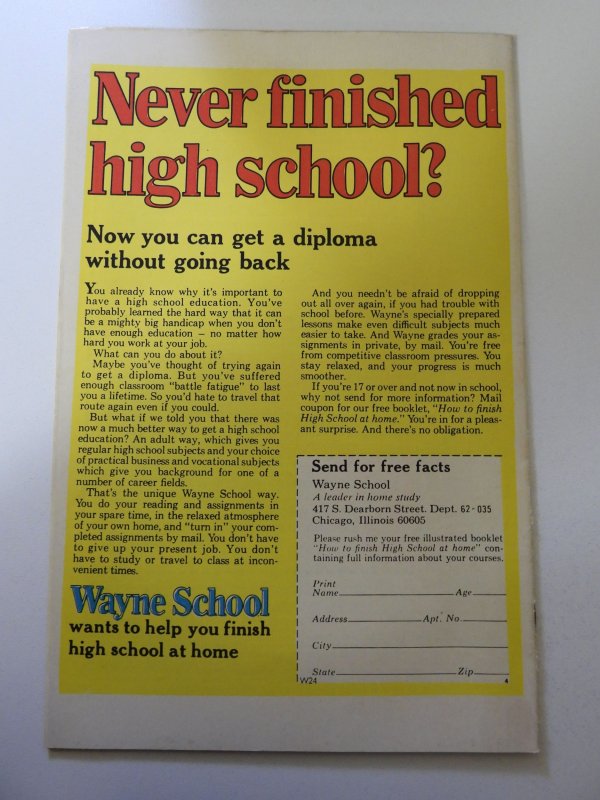 Never finished
high school?
Now you can get a diploma
without going back
You already know why it's important to
have a high school education. You've
probably learned the hard way that it can
be a mighty big handicap when you don't
have enough education – no matter how
hard you work at your job.
What can you do about it?
Maybe you've thought of trying again
to get a diploma. But you've suffered
enough classroom "battle fatigue" to last
you a lifetime. So you'd hate to travel that
route again even if you could.
But what if we told you that there was
now a much better way to get a high school
education? An adult way, which gives you
regular high school subjects and your choice
of practical business and vocational subjects
which give you background for one of a
number of career fields.
That's the unique Wayne School way.
You do your reading and assignments in
your spare time, in the relaxed atmosphere
of your own home, and "turn in" your com-
pleted assignments by mail. You don't have
to give up your present job. You don't
have to study or travel to class at incon-
venient times.
Wayne School
wants to help you finish
high school at home
And you needn't be afraid of dropping
out all over again, if you had trouble with
school before. Wayne's specially prepared
lessons make even difficult subjects much
easier to take. And Wayne grades your as-
signments in private, by mail. You're free
from competitive classroom pressures. You
stay relaxed, and your progress is much
smoother.
If you're 17 or over and not now in school,
why not send for more information? Mail
coupon for our free booklet, "How to finish
High School at home." You're in for a pleas-
ant surprise. And there's no obligation.
Send for free facts
Wayne School
A leader in home study
417 S. Dearborn Street. Dept. 62-035
Chicago, Illinois 60605
Please rush me your free illustrated booklet
"How to finish High School at home" con-
taining full information about your courses.
Print
Name Age
Address Apt. No.
City
State Zip
W24 4